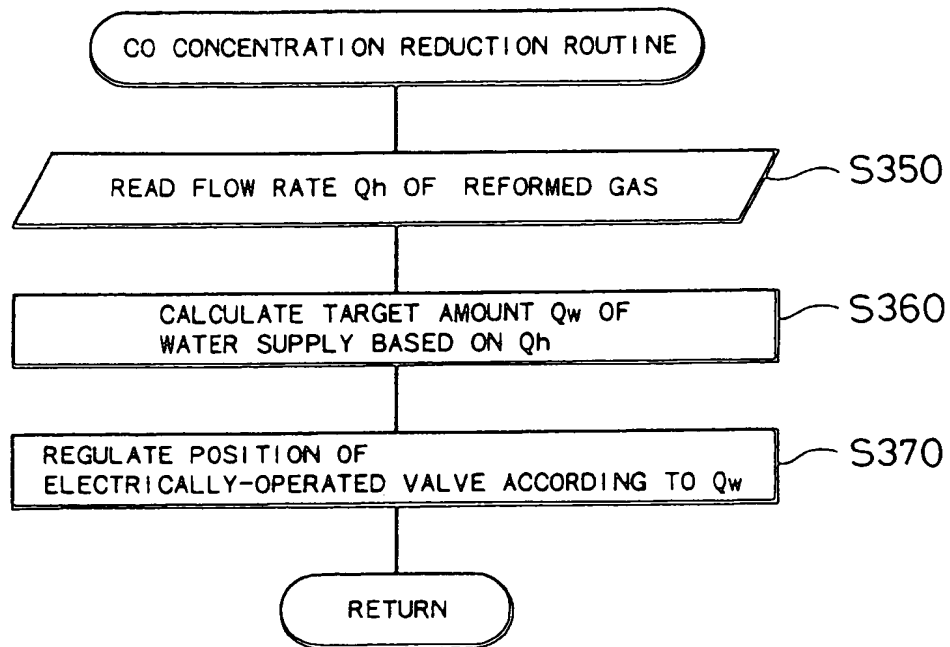 CO CONCENTRATION REDUCTION ROUTINE
READ FLOW RATE Qh OF REFORMED GAS
S350
CALCULATE TARGET AMOUNT Qw OF
WATER SUPPLY BASED ON Qh
S360
REGULATE POSITION OF
ELECTRICALLY-OPERATED VALVE ACCORDING TO Qw
S370
RETURN